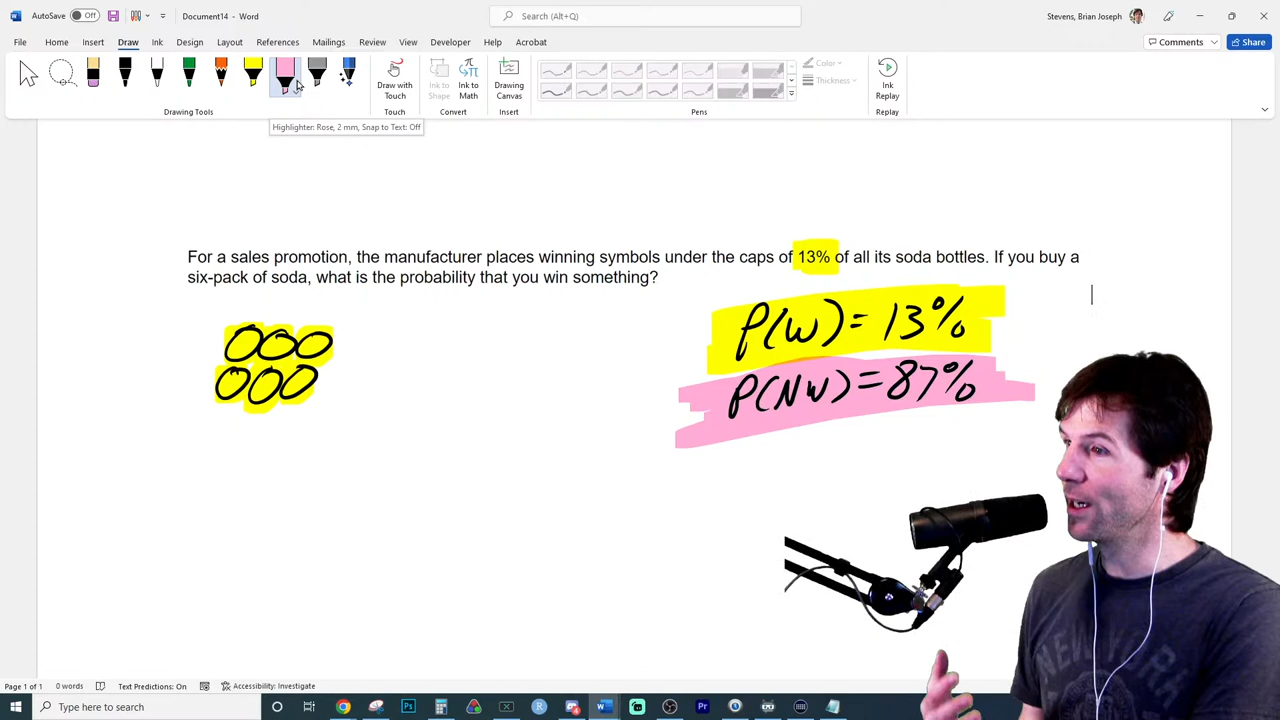 AutoSave Off Document14 - Word Search (Alt+Q) Stevens, Brian Joseph
File Home Insert Draw Ink Design Layout References Mailings Review View Developer Help Acrobat Comments Share
Draw with Touch Ink to Shape Ink to Math Drawing Canvas Color Thickness Ink Replay
Drawing Tools Touch Convert Insert Pens Replay
Highlighter: Rose, 2 mm, Snap to Text: Off
For a sales promotion, the manufacturer places winning symbols under the caps of 13% of all its soda bottles. If you buy a
six-pack of soda, what is the probability that you win something?
P(W) = 13%
P(NW) = 87%
NEW YORK
Page 1 of 1 0 words Text Predictions: On Accessibility: Investigate
Type here to search